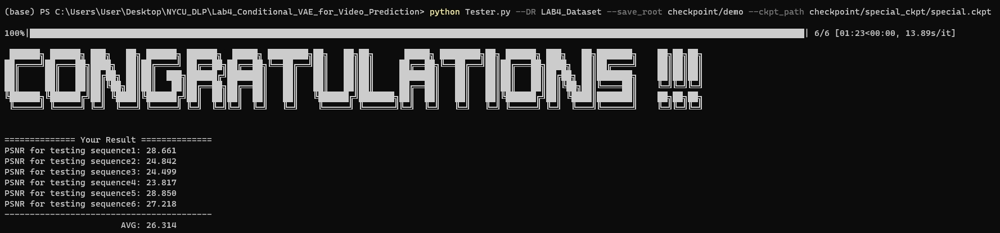 (base) PS C:\Users\User\Desktop\NYCU_DLP\Lab4_Conditional_VAE_for_Video_Prediction> python Tester.py --DR LAB4_Dataset --save_root checkpoint/demo --ckpt_path checkpoint/special_ckpt/special.ckpt
100%| | 6/6 [01:23<00:00, 13.89s/it]
CONGRATULATIONS !!!
============== Your Result ==============
PSNR for testing sequence1: 28.661
PSNR for testing sequence2: 24.842
PSNR for testing sequence3: 24.499
PSNR for testing sequence4: 23.817
PSNR for testing sequence5: 28.850
PSNR for testing sequence6: 27.218
-----------------------------------------
AVG: 26.314